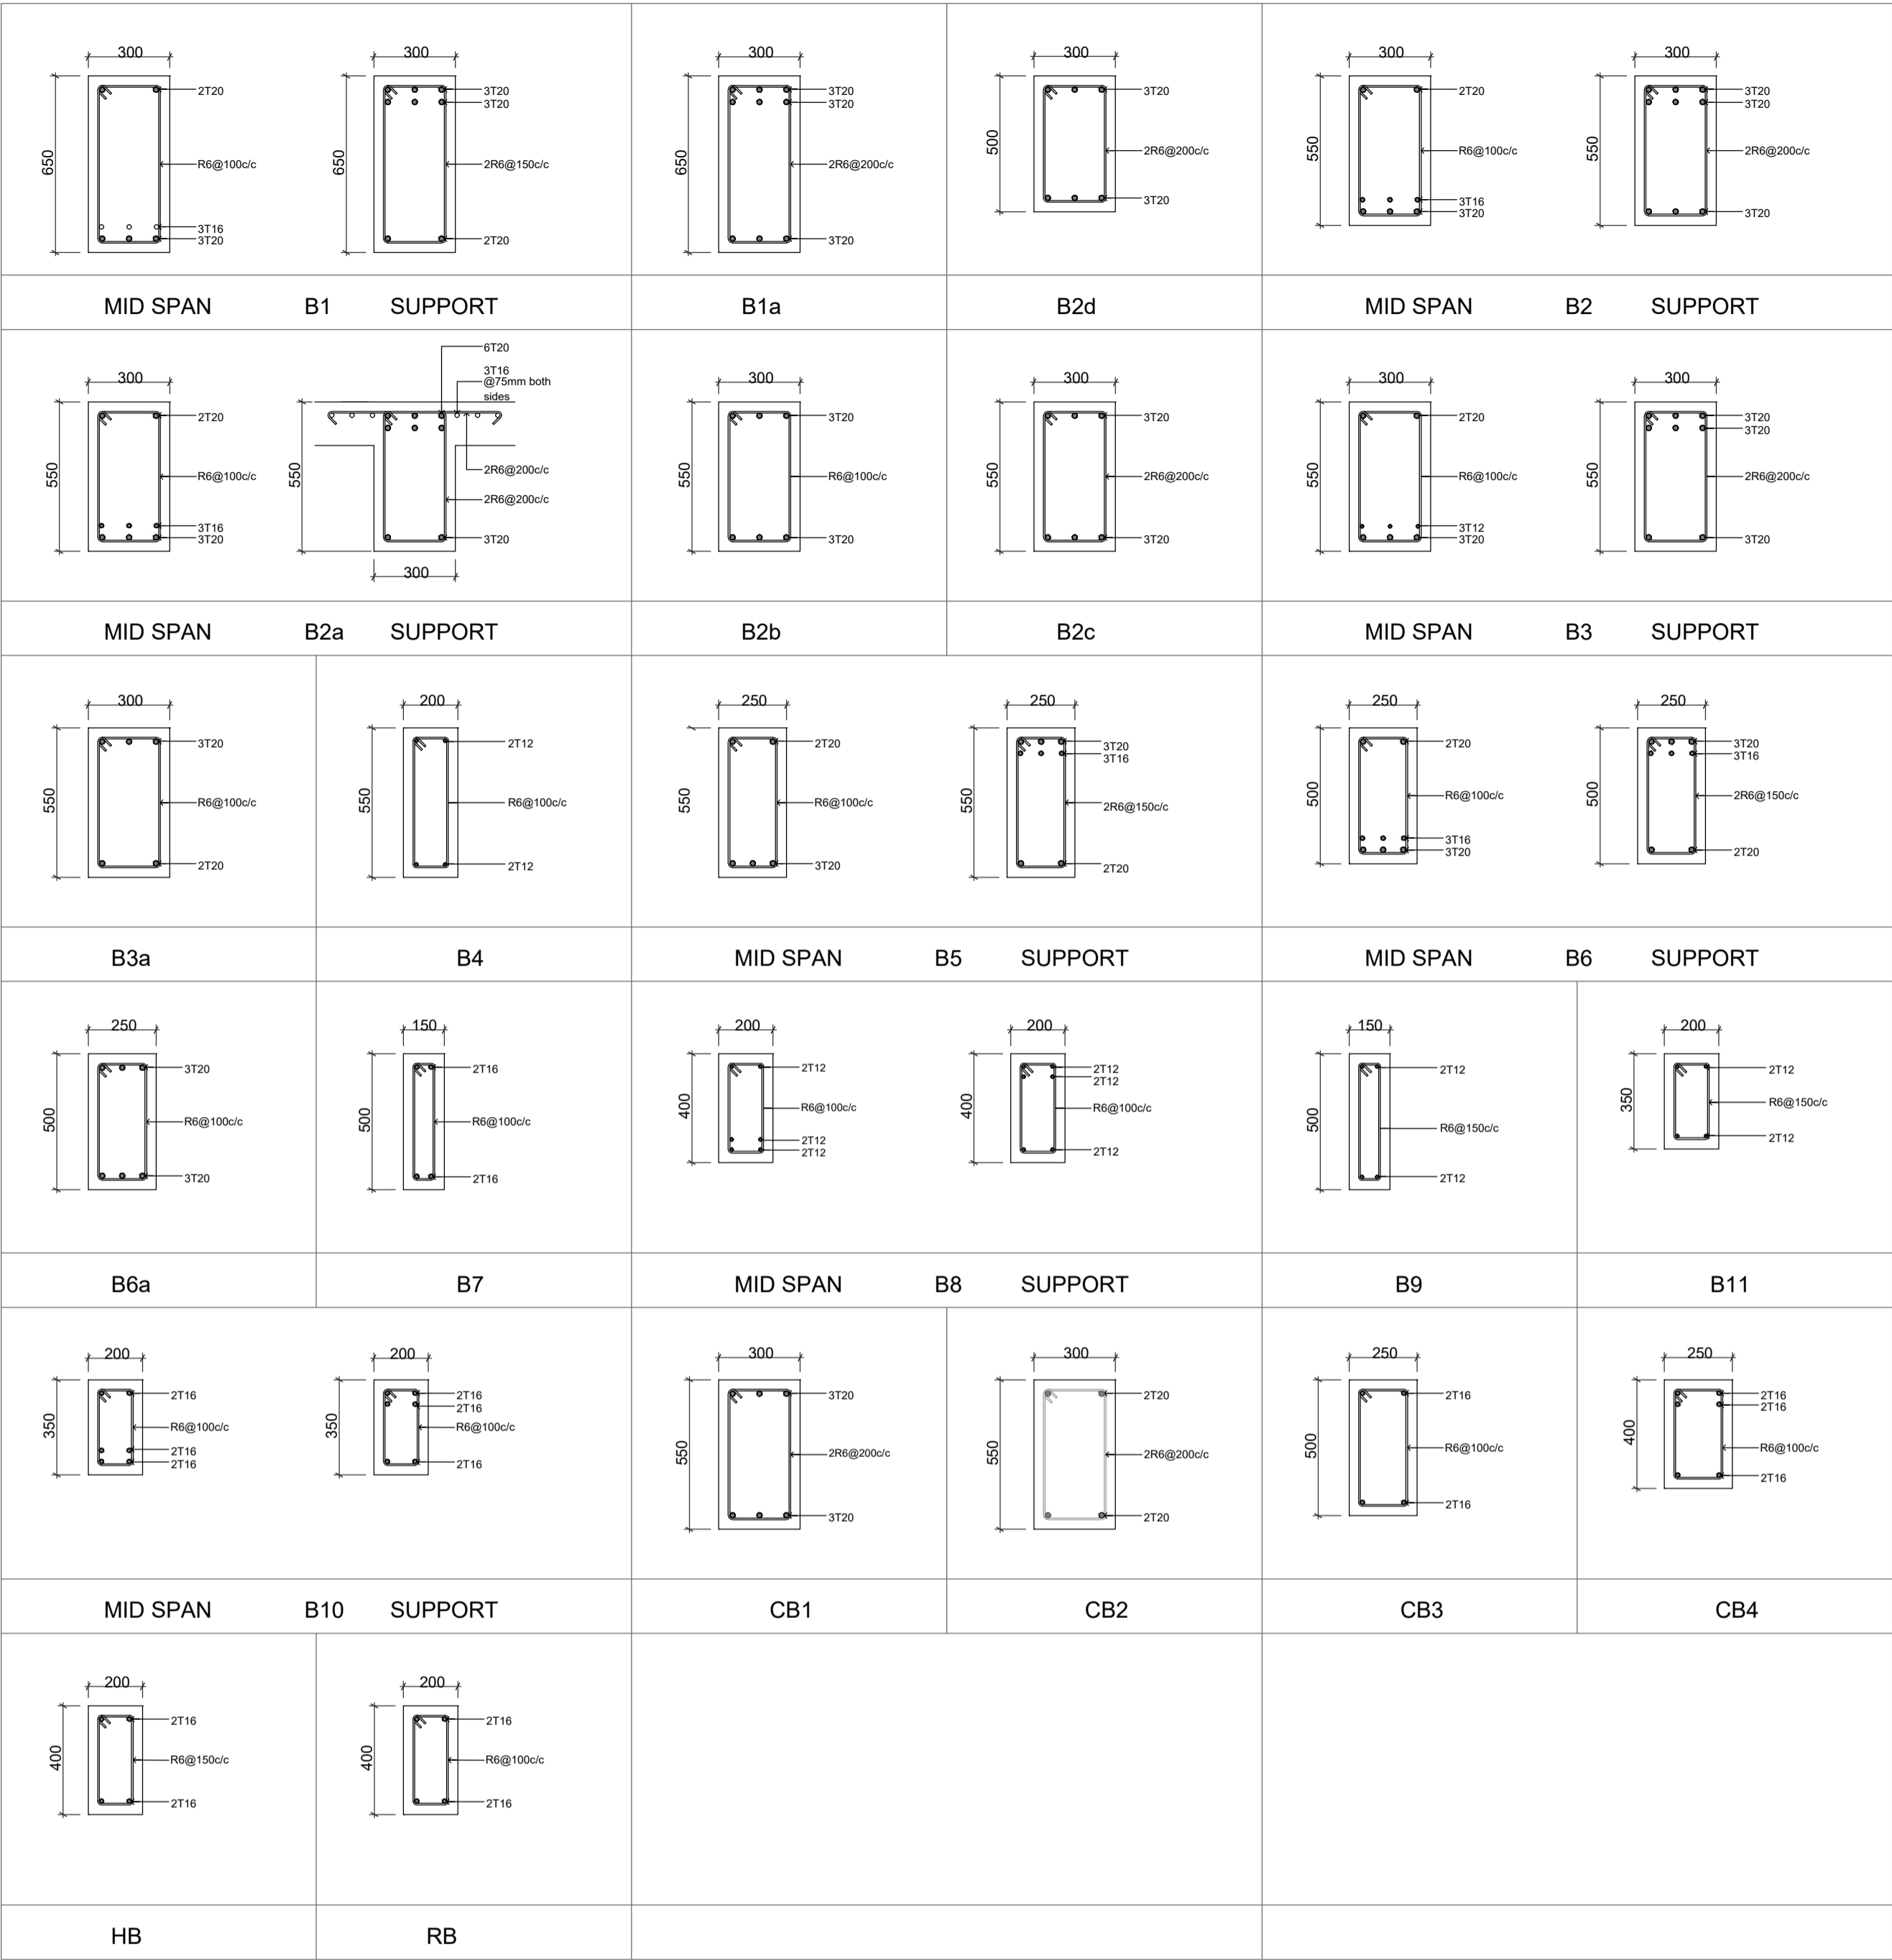 300
650
2T20
R6@100c/c
3T16
3T20
300
650
3T20
3T20
2R6@150c/c
2T20
MID SPAN B1 SUPPORT
300
650
3T20
3T20
2R6@200c/c
3T20
B1a
300
500
3T20
2R6@200c/c
3T20
B2d
300
550
2T20
R6@100c/c
3T16
3T20
300
550
3T20
3T20
2R6@200c/c
3T20
MID SPAN B2 SUPPORT
300
550
2T20
R6@100c/c
3T16
3T20
6T20
3T16
@75mm both
sides
550
2R6@200c/c
2R6@200c/c
3T20
300
MID SPAN B2a SUPPORT
300
550
3T20
R6@100c/c
3T20
B2b
300
550
3T20
2R6@200c/c
3T20
B2c
300
550
2T20
R6@100c/c
3T12
3T20
300
550
3T20
3T20
2R6@200c/c
3T20
MID SPAN B3 SUPPORT
300
550
3T20
R6@100c/c
2T20
B3a
200
550
2T12
R6@100c/c
2T12
B4
250
550
2T20
R6@100c/c
3T20
250
550
3T20
3T16
2R6@150c/c
2T20
MID SPAN B5 SUPPORT
250
500
2T20
R6@100c/c
3T16
3T20
250
500
3T20
3T16
2R6@150c/c
2T20
MID SPAN B6 SUPPORT
250
500
3T20
R6@100c/c
3T20
B6a
150
500
2T16
R6@100c/c
2T16
B7
200
400
2T12
R6@100c/c
2T12
2T12
200
400
2T12
2T12
R6@100c/c
2T12
MID SPAN B8 SUPPORT
150
500
2T12
R6@150c/c
2T12
B9
200
350
2T12
R6@150c/c
2T12
B11
200
350
2T16
R6@100c/c
2T16
2T16
200
350
2T16
2T16
R6@100c/c
2T16
MID SPAN B10 SUPPORT
300
550
3T20
2R6@200c/c
3T20
CB1
300
550
2T20
2R6@200c/c
2T20
CB2
250
500
2T16
R6@100c/c
2T16
CB3
250
400
2T16
2T16
R6@100c/c
2T16
CB4
200
400
2T16
R6@150c/c
2T16
HB
200
400
2T16
R6@100c/c
2T16
RB